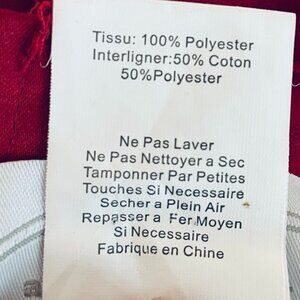 Tissu: 100% Polyester
Interligner:50% Coton
50%Polyester
Ne Pas Laver
Ne Pas Nettoyer a Sec
Tamponner Par Petites
Touches Si Necessaire
Secher a Plein Air
Repasser a Fer Moyen
Si Necessaire
Fabrique en Chine